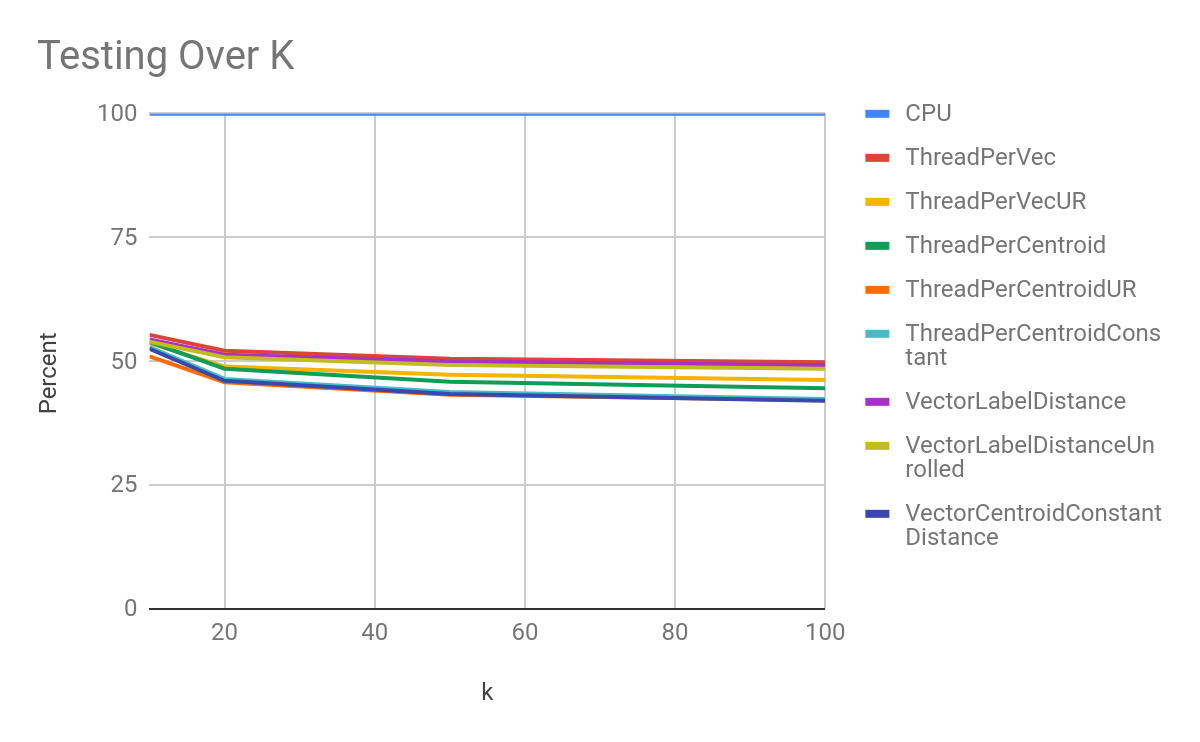 Testing Over K
100
75
50
25
0
Percent
20
40
60
80
100
k
CPU
ThreadPerVec
ThreadPerVecUR
ThreadPerCentroid
ThreadPerCentroidUR
ThreadPerCentroidCons
tant
VectorLabelDistance
VectorLabelDistanceUn
rolled
VectorCentroidConstant
Distance